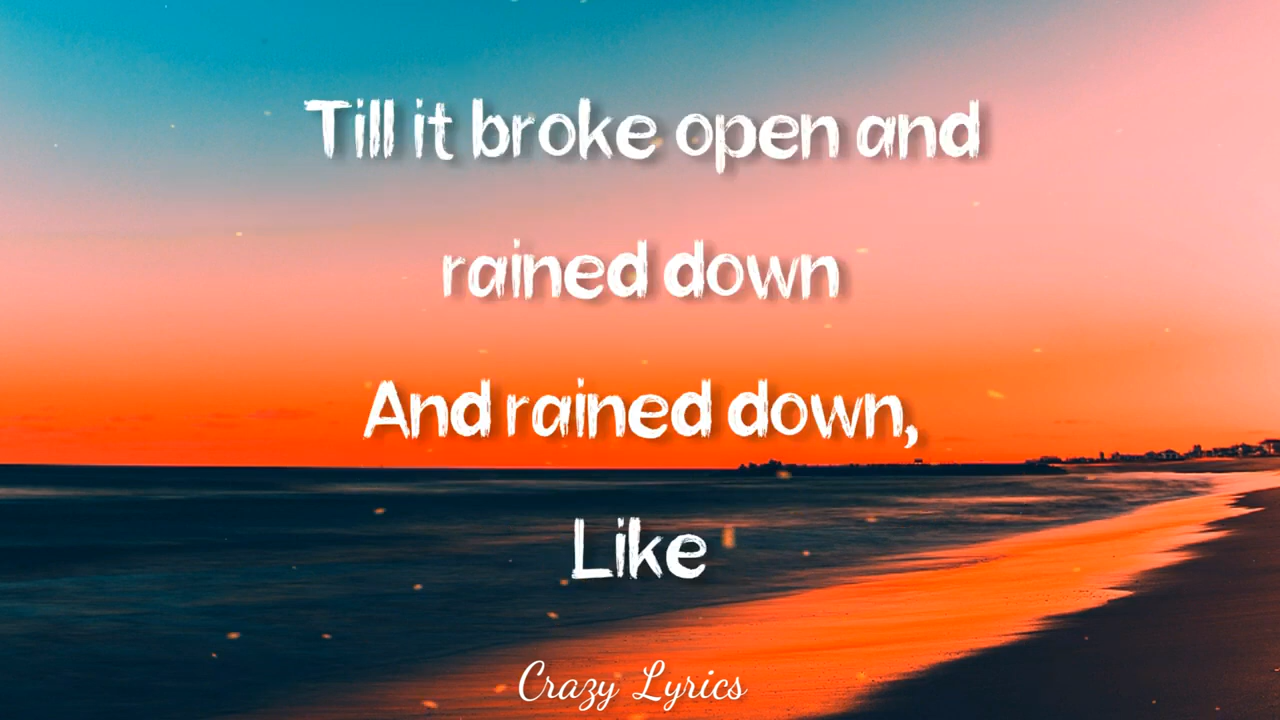 Till it broke open and
rained down
And rained down,
Like
Crazy Lyrics